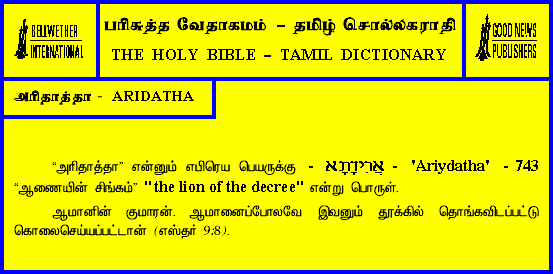 BELLWETHER
INTERNATIONAL
பரிசுத்த வேதாகமம் – தமிழ் சொல்லகராதி
THE HOLY BIBLE – TAMIL DICTIONARY
GOOD NEWS
PUBLISHERS
அரிதாத்தா - ARIDATHA
“அரிதாத்தா” என்னும் எபிரெய பெயருக்கு - אֲרִידָתָא - 'Ariydatha' - 743
“ஆணையின் சிங்கம்” "the lion of the decree" என்று பொருள்.
ஆமானின் குமாரன். ஆமானைப்போலவே இவனும் தூக்கில் தொங்கவிடப்பட்டு
கொலைசெய்யப்பட்டான் (எஸ்தர் 9:8).